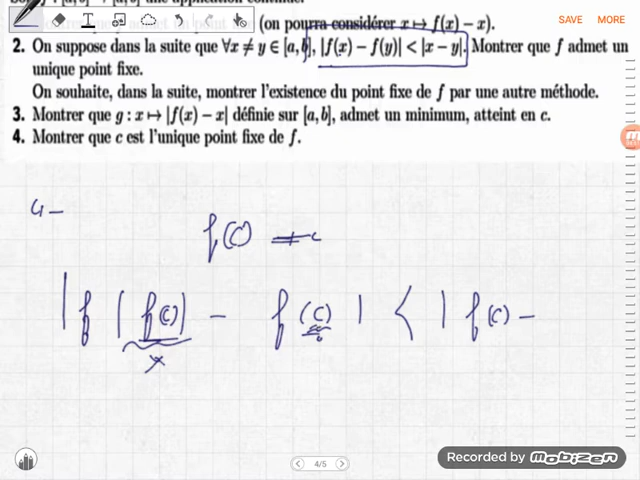 SAVE MORE
(on pourra considérer x ↦ f(x) − x).
2. On suppose dans la suite que ∀x ≠ y ∈ [a, b], |f(x) − f(y)| < |x − y|. Montrer que f admet un
unique point fixe.
On souhaite, dans la suite, montrer l'existence du point fixe de f par une autre méthode.
3. Montrer que g : x ↦ |f(x) − x| définie sur [a, b], admet un minimum, atteint en c.
4. Montrer que c est l'unique point fixe de f.
4 –
f(c) ≠ c
| f ( f(c) ) – f (c) | < | f(c) –
x
4/5
Recorded by Mobizen